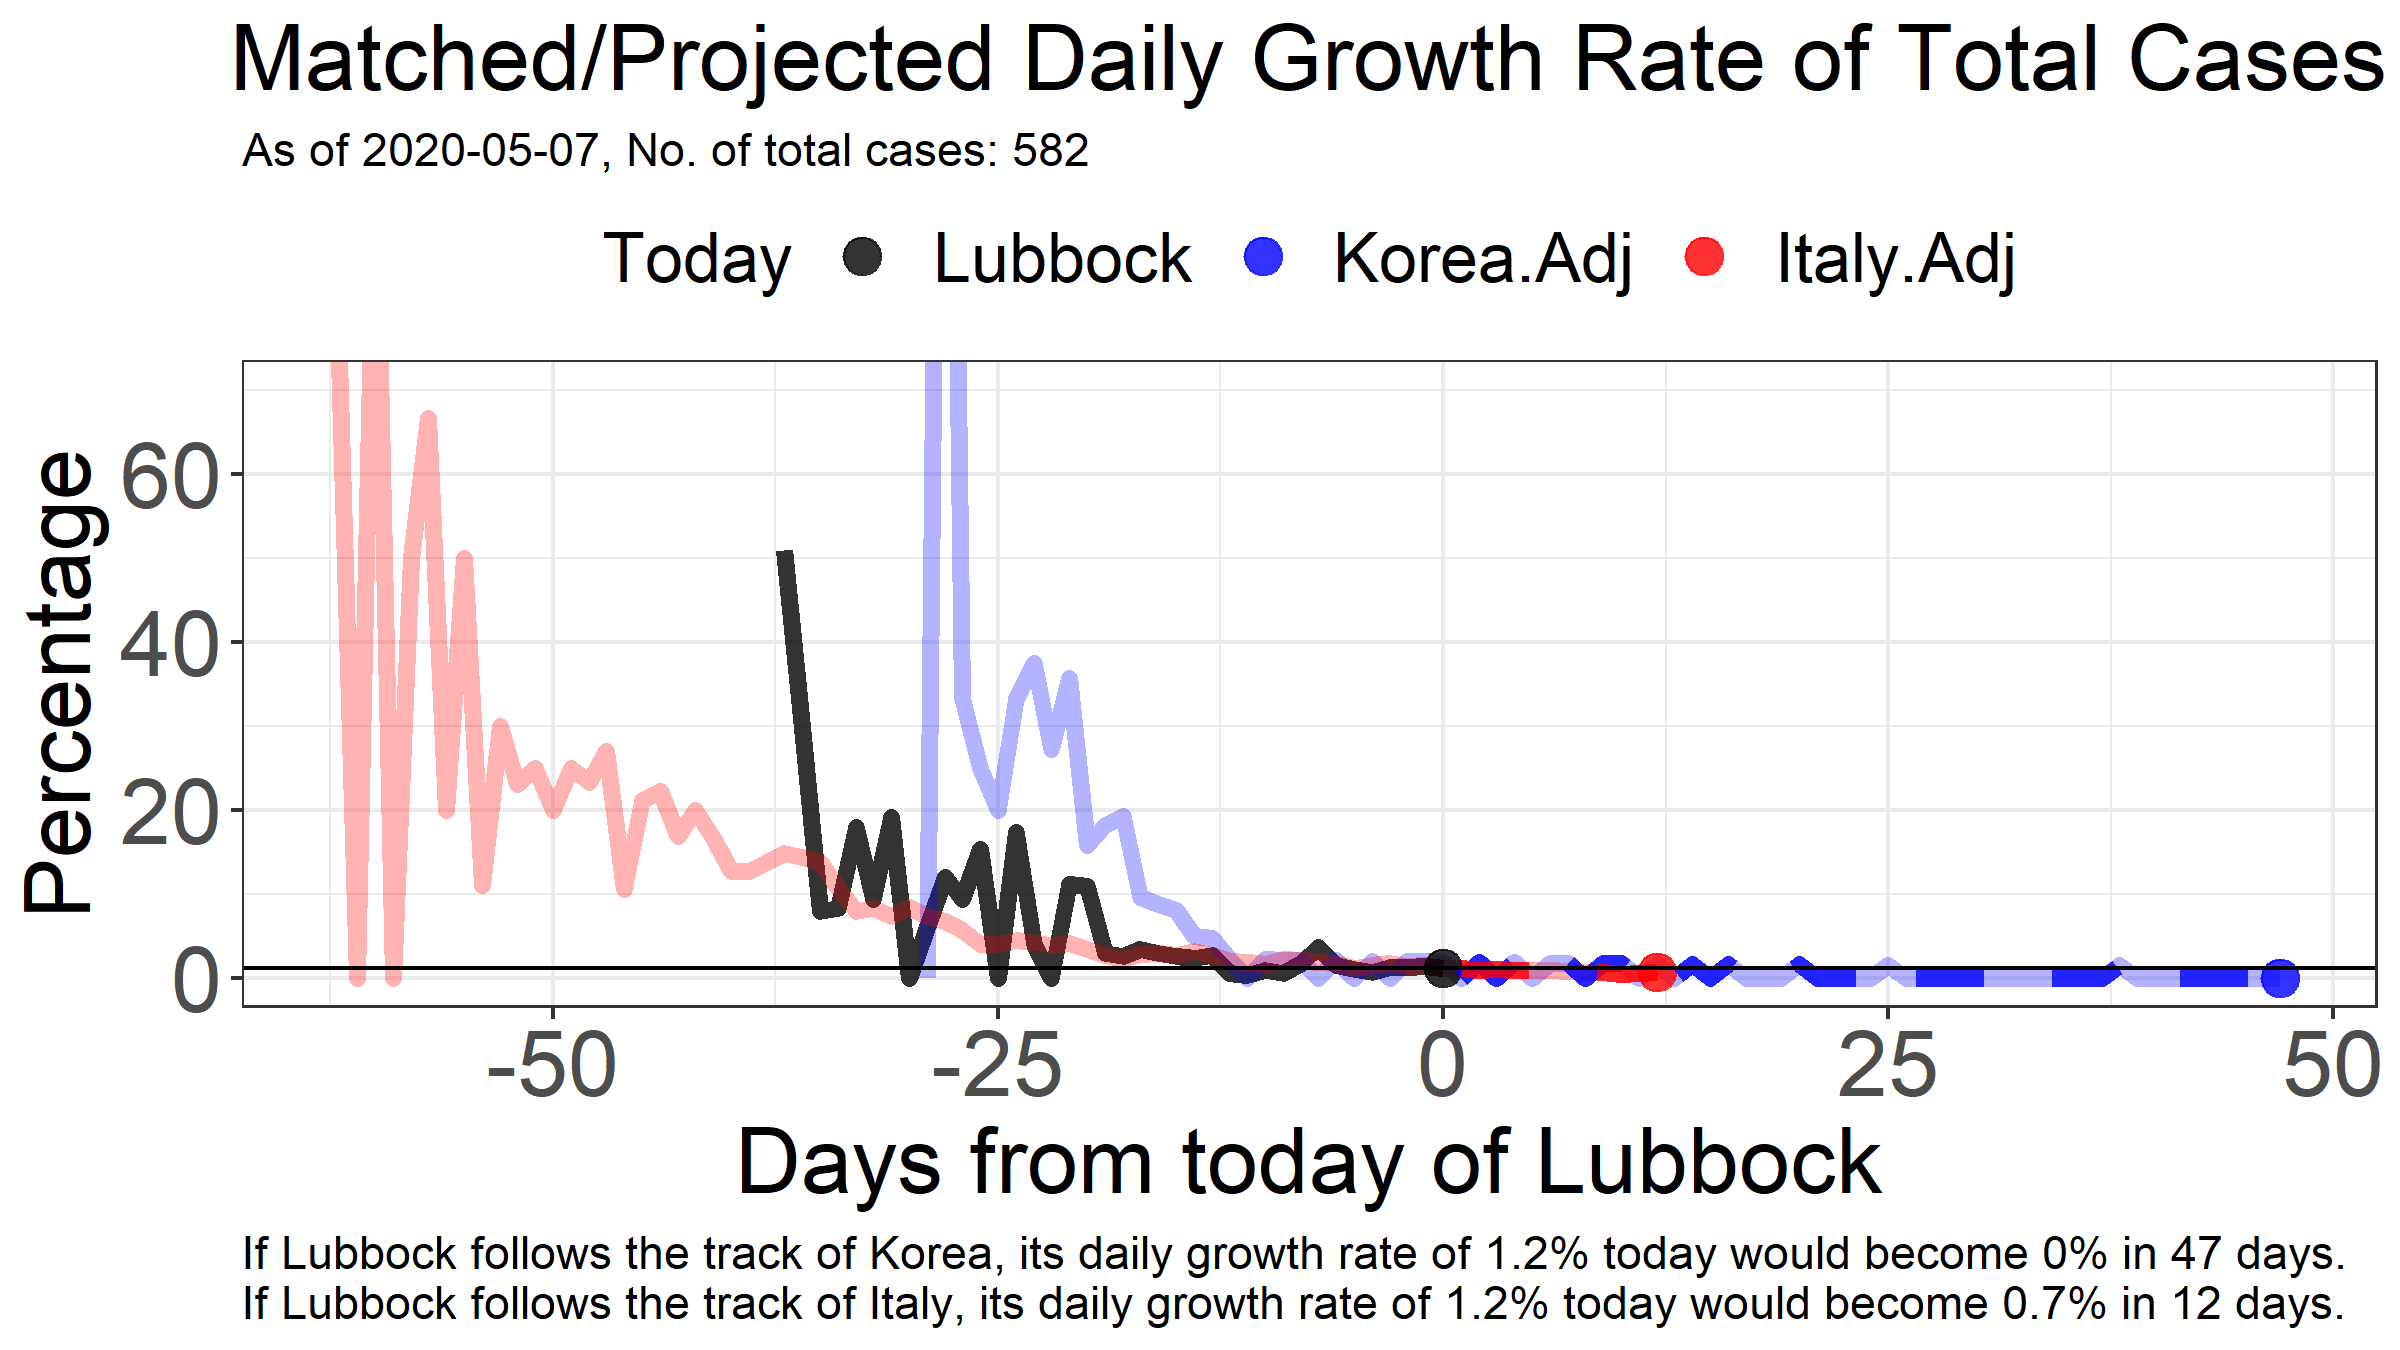 Matched/Projected Daily Growth Rate of Total Cases
As of 2020-05-07, No. of total cases: 582
Today Lubbock Korea.Adj Italy.Adj
Percentage
60
40
20
0
-50 -25 0 25 50
Days from today of Lubbock
If Lubbock follows the track of Korea, its daily growth rate of 1.2% today would become 0% in 47 days.
If Lubbock follows the track of Italy, its daily growth rate of 1.2% today would become 0.7% in 12 days.